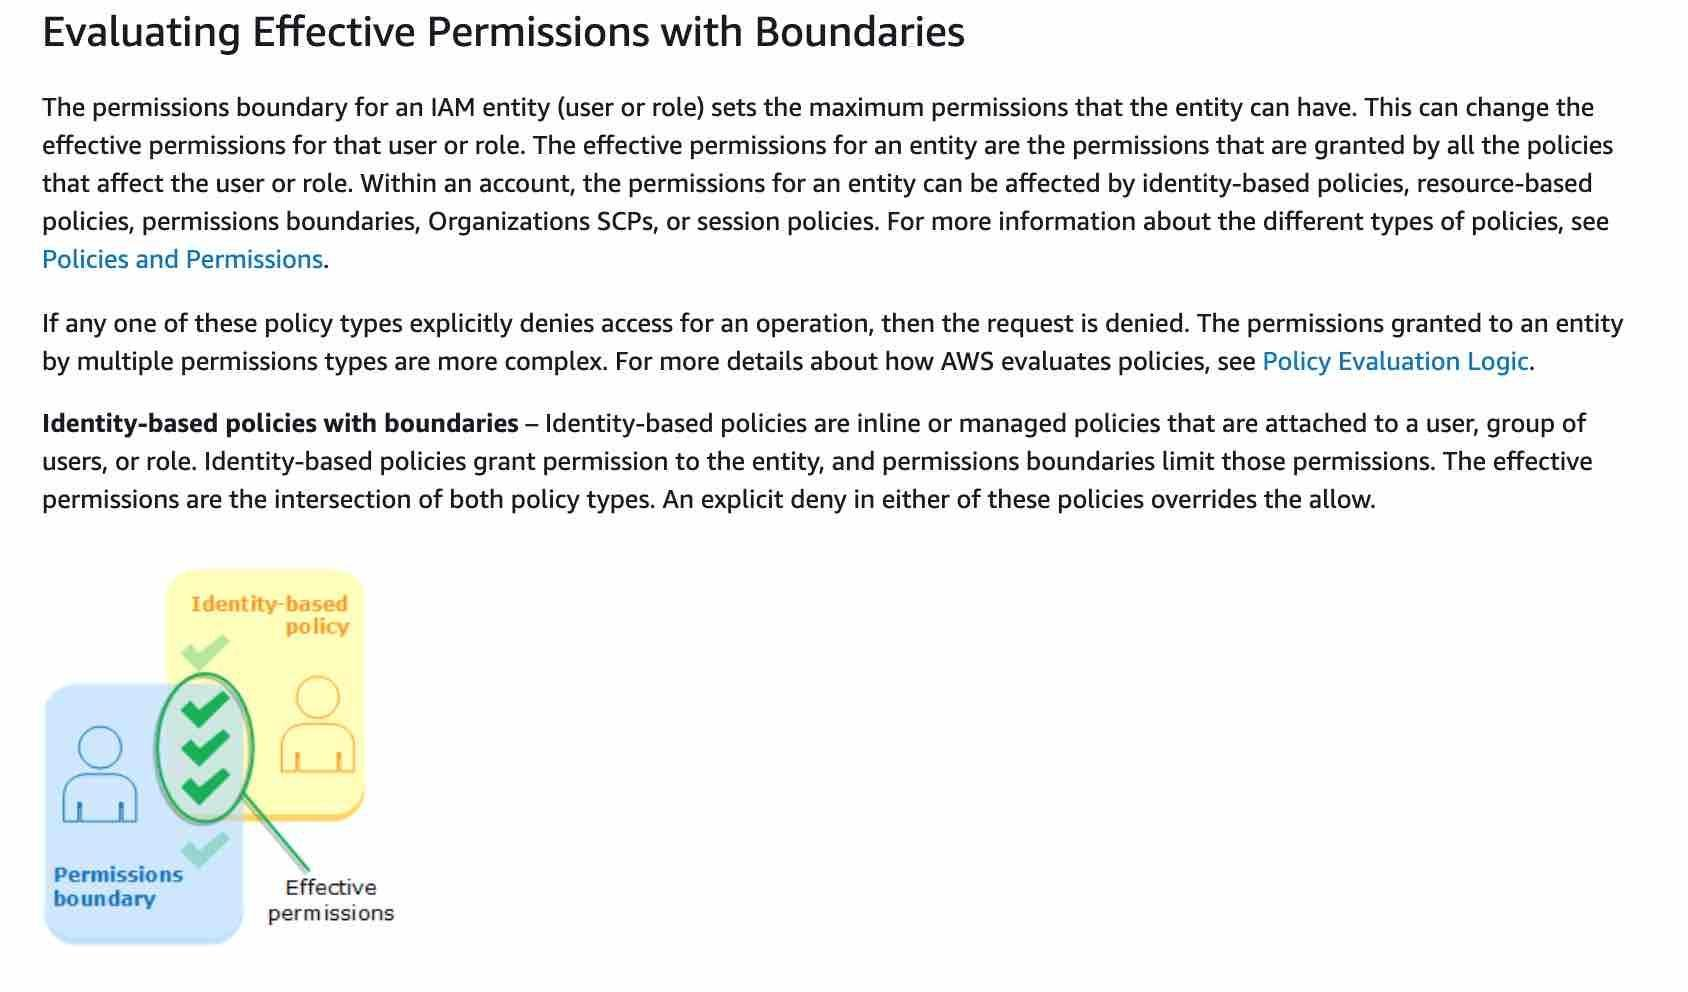 Evaluating Effective Permissions with Boundaries
The permissions boundary for an IAM entity (user or role) sets the maximum permissions that the entity can have. This can change the
effective permissions for that user or role. The effective permissions for an entity are the permissions that are granted by all the policies
that affect the user or role. Within an account, the permissions for an entity can be affected by identity-based policies, resource-based
policies, permissions boundaries, Organizations SCPs, or session policies. For more information about the different types of policies, see
Policies and Permissions.
If any one of these policy types explicitly denies access for an operation, then the request is denied. The permissions granted to an entity
by multiple permissions types are more complex. For more details about how AWS evaluates policies, see Policy Evaluation Logic.
Identity-based policies with boundaries – Identity-based policies are inline or managed policies that are attached to a user, group of
users, or role. Identity-based policies grant permission to the entity, and permissions boundaries limit those permissions. The effective
permissions are the intersection of both policy types. An explicit deny in either of these policies overrides the allow.
Identity-based
policy
Permissions
boundary
Effective
permissions